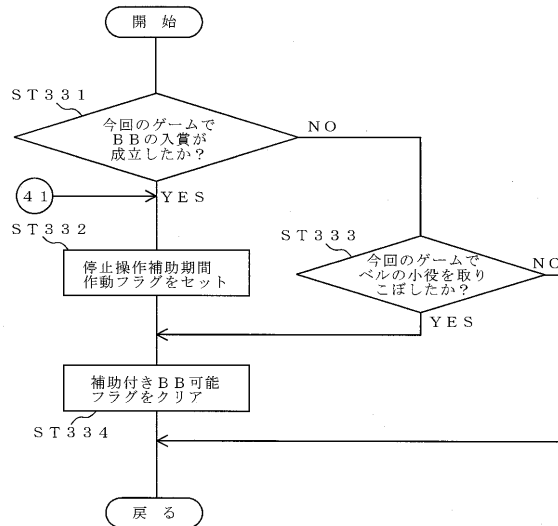 開 始
ＳＴ３３１
今回のゲームで
ＢＢの入賞が
成立したか？
ＮＯ
４１
ＹＥＳ
ＳＴ３３２
停止操作補助期間
作動フラグをセット
ＳＴ３３３
今回のゲームで
ベルの小役を取り
こぼしたか？
ＮＯ
ＹＥＳ
補助付きＢＢ可能
フラグをクリア
ＳＴ３３４
戻 る